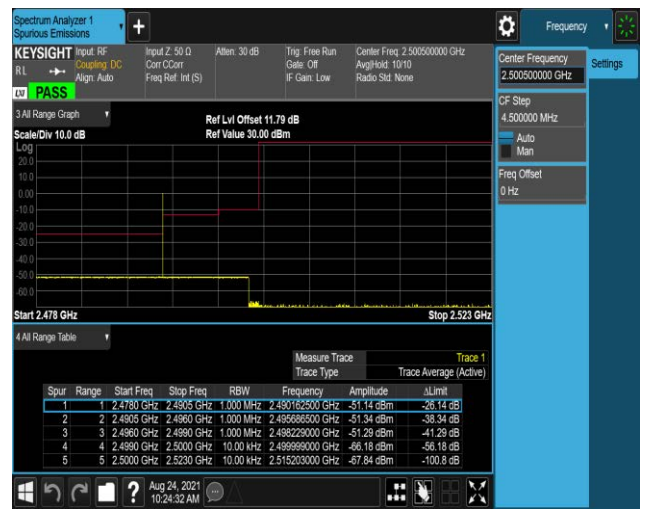 Spectrum Analyzer 1
Spurious Emissions
Frequency
KEYSIGHT
Input: RF
Coupling: DC
Align: Auto
Input Z: 50 Ω
Corr CCorr
Freq Ref: Int (S)
Atten: 30 dB
Trig: Free Run
Gate: Off
IF Gain: Low
Center Freq: 2.500500000 GHz
Avg|Hold: 10/10
Radio Std: None
R L
LXI
PASS
Center Frequency
2.500500000 GHz
Settings
CF Step
4.500000 MHz
Auto
Man
Freq Offset
0 Hz
3 All Range Graph
Scale/Div 10.0 dB
Ref Lvl Offset 11.79 dB
Ref Value 30.00 dBm
Log
20.0
10.0
0.00
-10.0
-20.0
-30.0
-40.0
-50.0
-60.0
Start 2.478 GHz
Stop 2.523 GHz
4 All Range Table
Measure Trace Trace 1
Trace Type Trace Average (Active)
Spur Range Start Freq Stop Freq RBW Frequency Amplitude ΔLimit
1 1 2.4780 GHz 2.4905 GHz 1.000 MHz 2.490162500 GHz -51.14 dBm -26.14 dB
2 2 2.4905 GHz 2.4960 GHz 1.000 MHz 2.495686500 GHz -51.34 dBm -38.34 dB
3 3 2.4960 GHz 2.4990 GHz 1.000 MHz 2.498229000 GHz -51.29 dBm -41.29 dB
4 4 2.4990 GHz 2.5000 GHz 10.00 kHz 2.499999000 GHz -66.18 dBm -56.18 dB
5 5 2.5000 GHz 2.5230 GHz 10.00 kHz 2.515203000 GHz -67.84 dBm -100.8 dB
Aug 24, 2021
10:24:32 AM